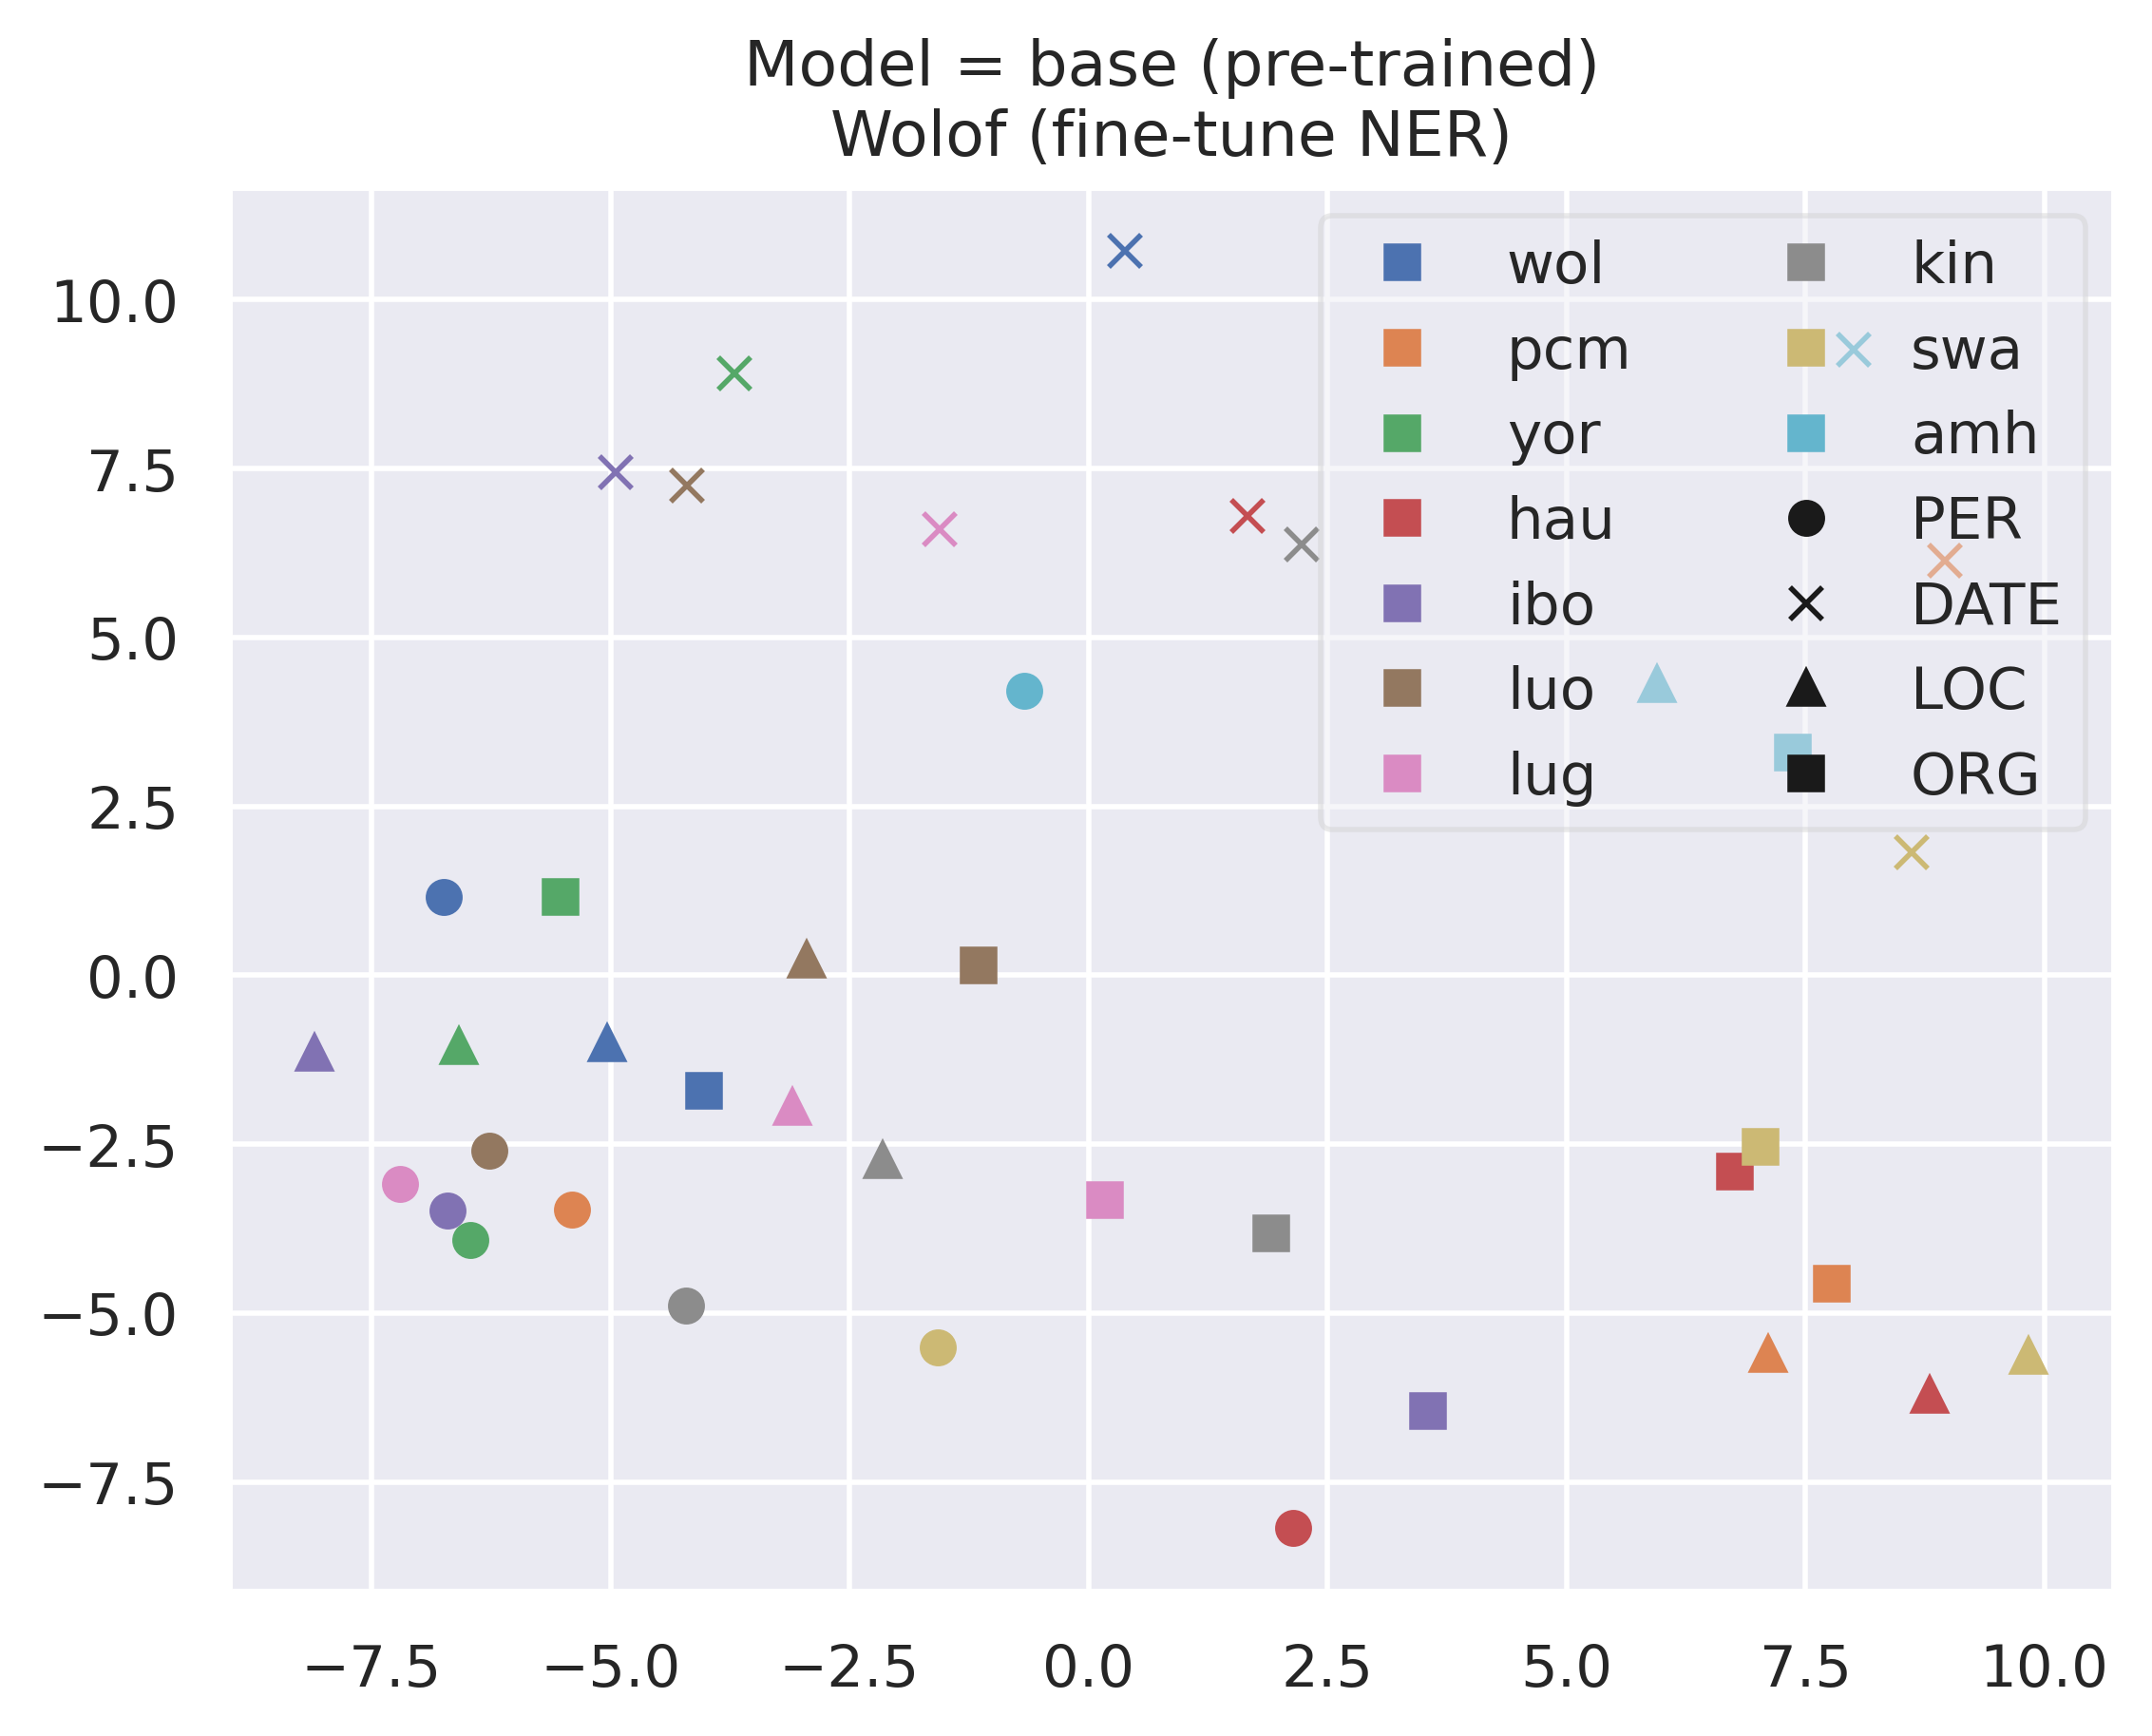 Model = base (pre-trained)
Wolof (fine-tune NER)
10.0
7.5
5.0
2.5
0.0
−2.5
−5.0
−7.5
wol
pcm
yor
hau
ibo
luo
lug
kin
swa
amh
PER
DATE
LOC
ORG
−7.5 −5.0 −2.5 0.0 2.5 5.0 7.5 10.0